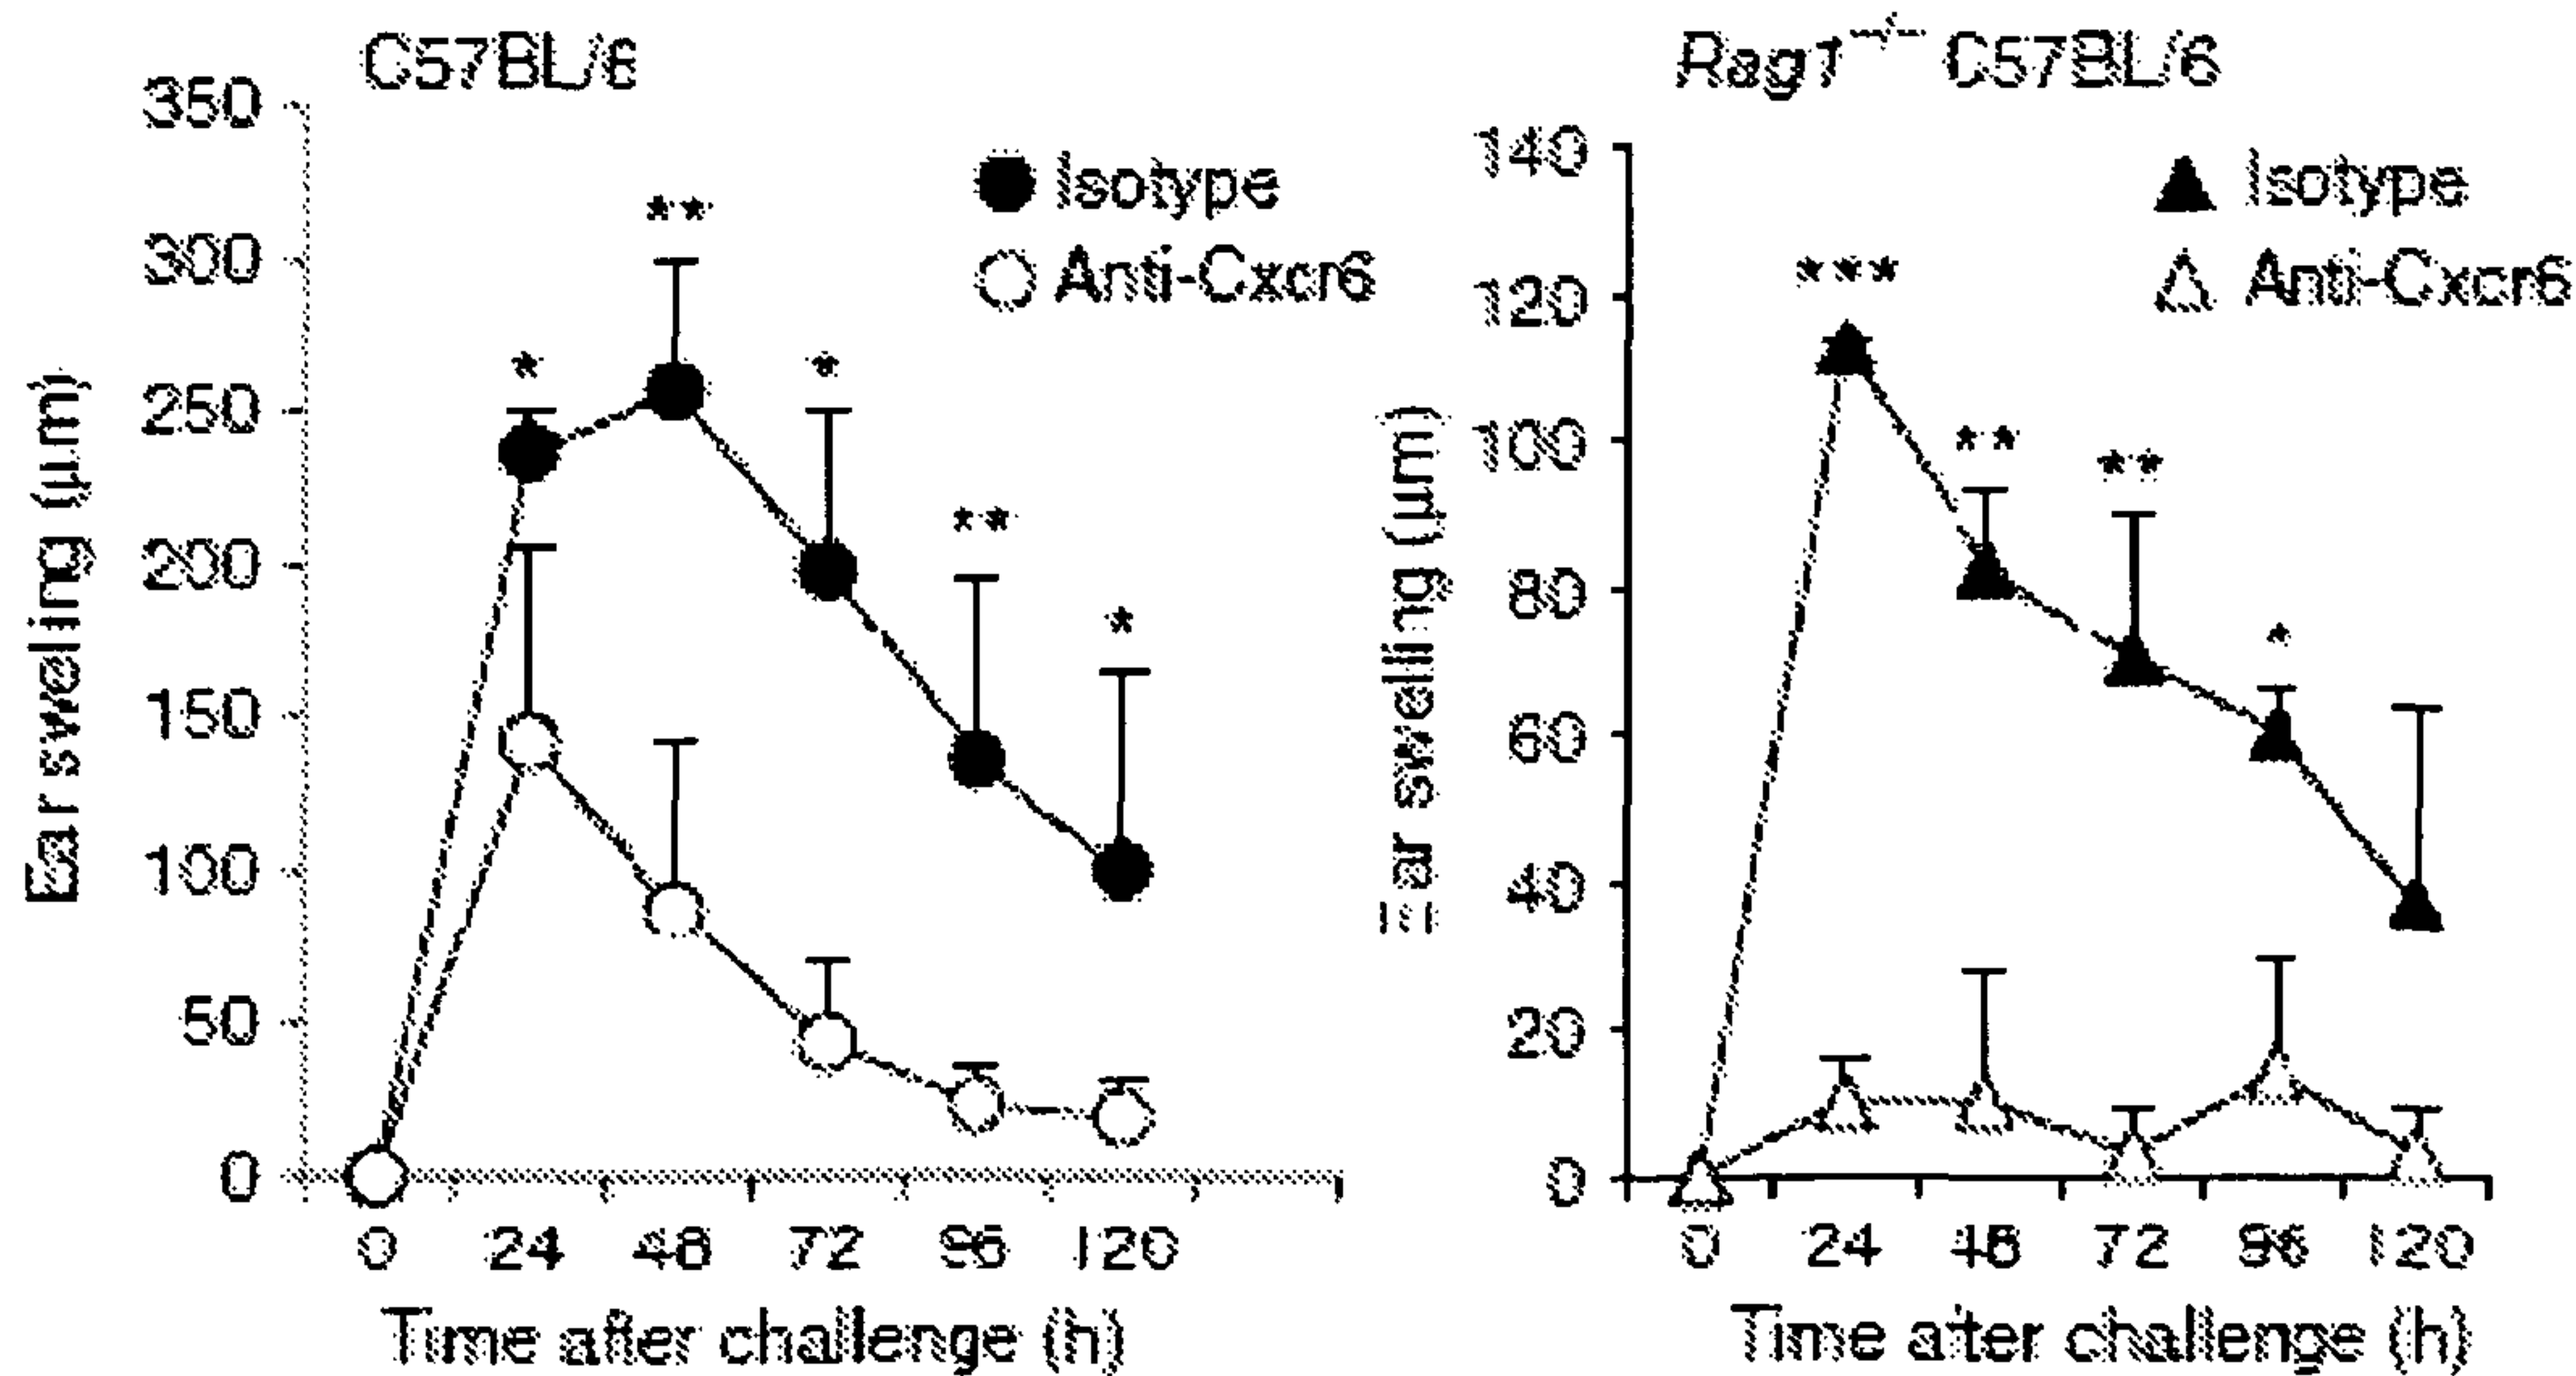 C57BL/6
350
300
250
200
150
100
50
0
Ear swelling (µm)
Isotype
Anti-Cxcr6
**
*
*
**
*
0 24 48 72 96 120
Time after challenge (h)
Rag1−/− C57BL/6
140
120
100
80
60
40
20
0
Ear swelling (µm)
Isotype
Anti-Cxcr6
***
**
**
*
0 24 48 72 96 120
Time after challenge (h)